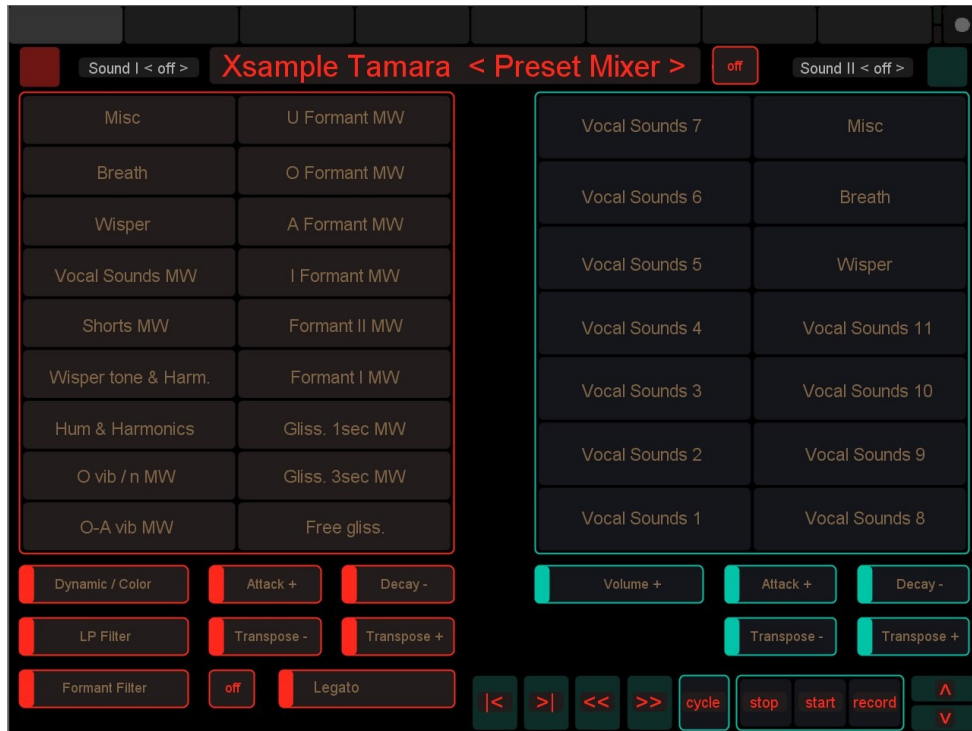 Sound I < off >
Xsample Tamara < Preset Mixer >
off
Sound II < off >
Misc
U Formant MW
Breath
O Formant MW
Wisper
A Formant MW
Vocal Sounds MW
I Formant MW
Shorts MW
Formant II MW
Wisper tone & Harm.
Formant I MW
Hum & Harmonics
Gliss. 1sec MW
O vib / n MW
Gliss. 3sec MW
O-A vib MW
Free gliss.
Vocal Sounds 7
Misc
Vocal Sounds 6
Breath
Vocal Sounds 5
Wisper
Vocal Sounds 4
Vocal Sounds 11
Vocal Sounds 3
Vocal Sounds 10
Vocal Sounds 2
Vocal Sounds 9
Vocal Sounds 1
Vocal Sounds 8
Dynamic / Color
Attack +
Decay -
Volume +
Attack +
Decay -
LP Filter
Transpose -
Transpose +
Transpose -
Transpose +
Formant Filter
off
Legato
|<
>|
<<
>>
cycle
stop
start
record
Λ
V